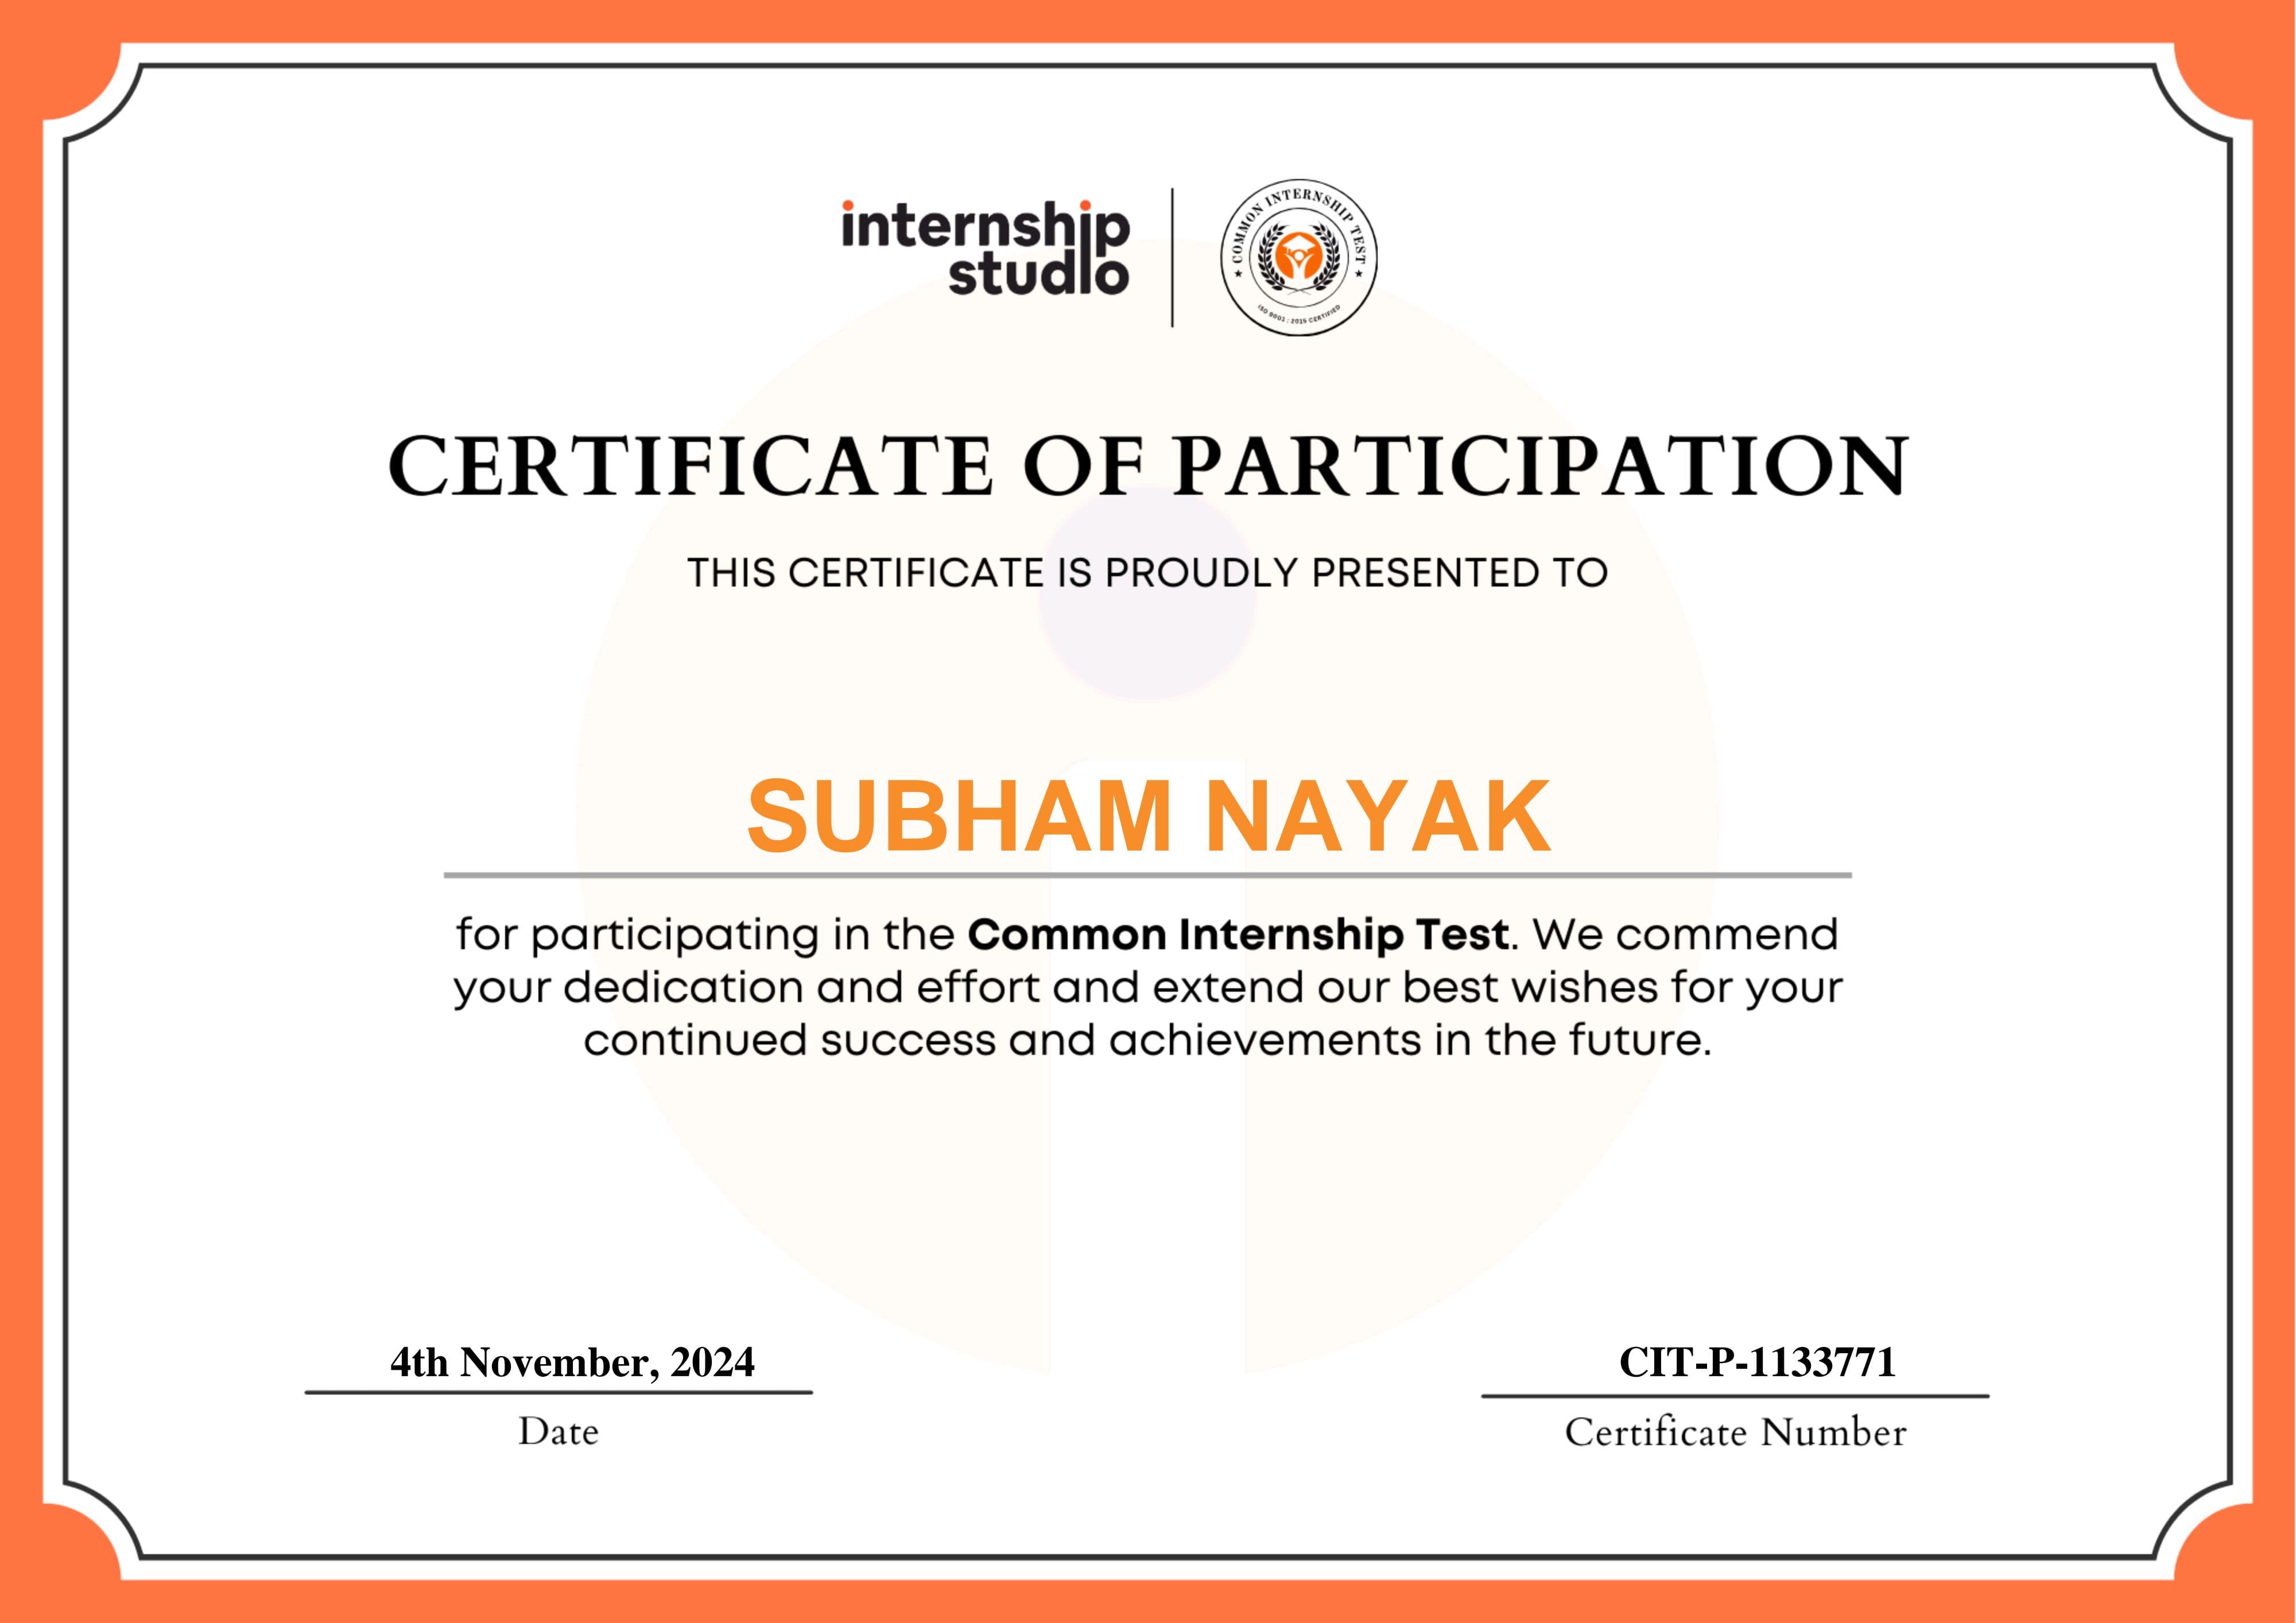 internship
studio
COMMON INTERNSHIP TEST
ISO 9001 : 2015 CERTIFIED
CERTIFICATE OF PARTICIPATION
THIS CERTIFICATE IS PROUDLY PRESENTED TO
SUBHAM NAYAK
for participating in the Common Internship Test. We commend
your dedication and effort and extend our best wishes for your
continued success and achievements in the future.
4th November, 2024
Date
CIT-P-1133771
Certificate Number